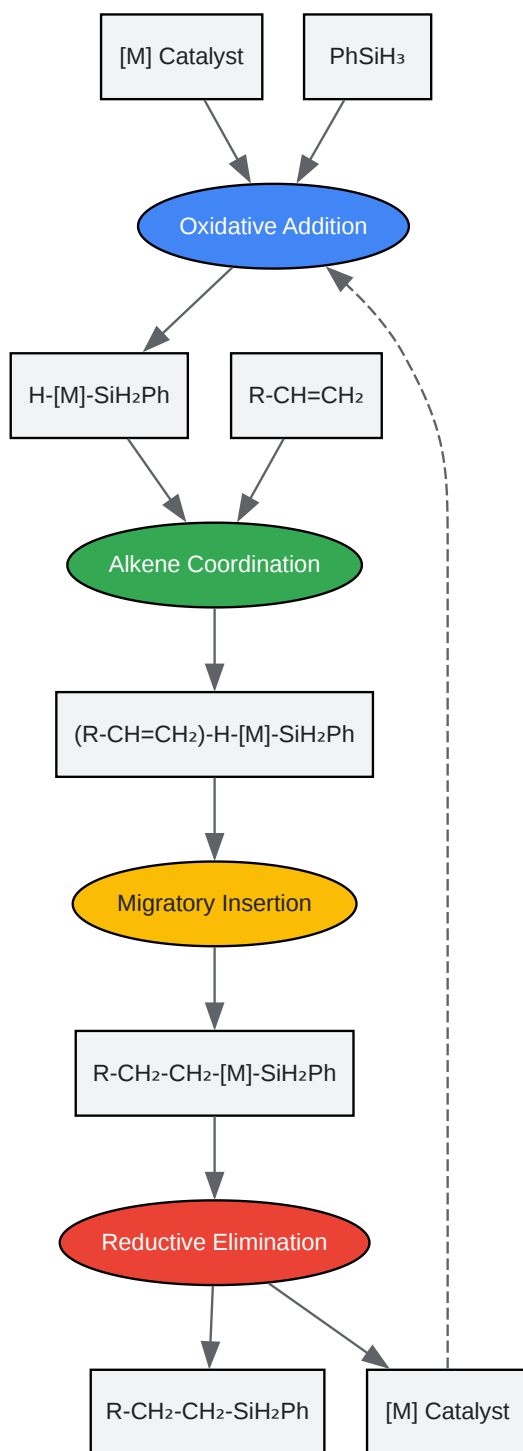 [M] Catalyst
PhSiH₃
Oxidative Addition
H-[M]-SiH₂Ph
R-CH=CH₂
Alkene Coordination
(R-CH=CH₂)-H-[M]-SiH₂Ph
Migratory Insertion
R-CH₂-CH₂-[M]-SiH₂Ph
Reductive Elimination
R-CH₂-CH₂-SiH₂Ph
[M] Catalyst